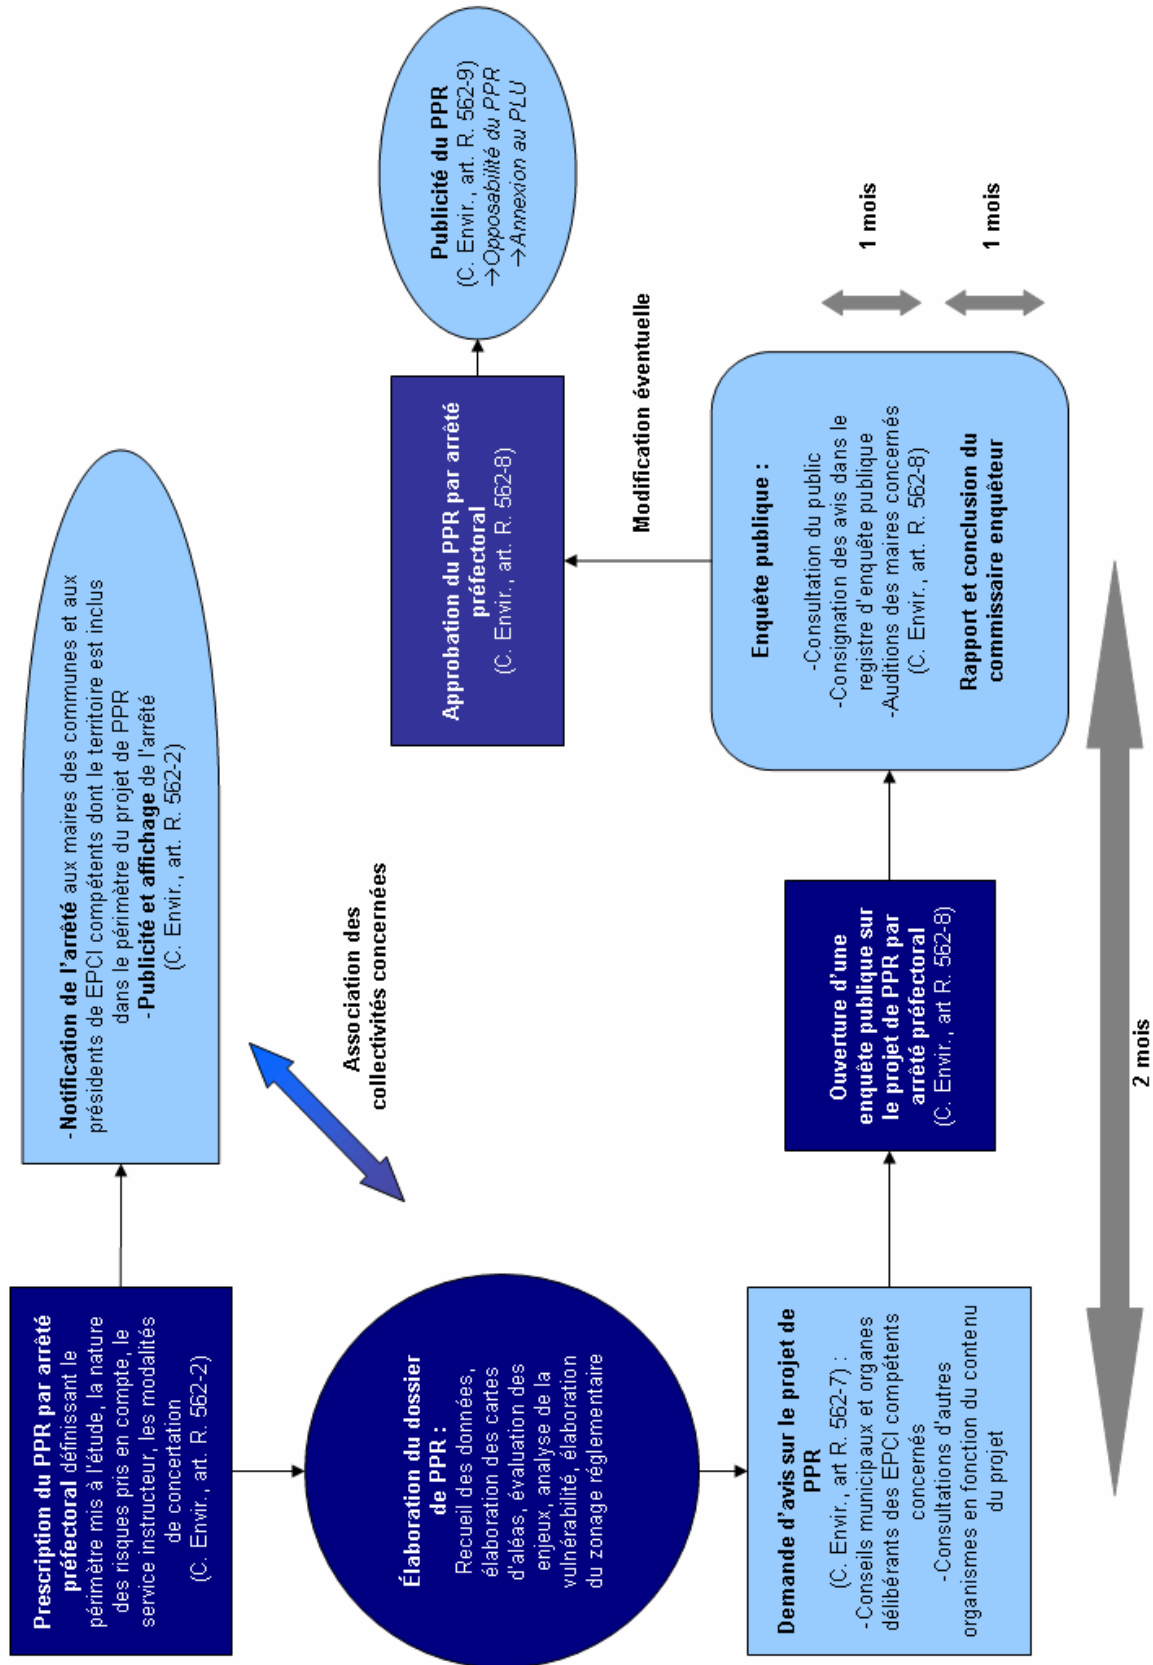 Prescription du PPR par arrêté
préfectoral définissant le
périmètre mis à l'étude, la nature
des risques pris en compte, le
service instructeur, les modalités
de concertation
(C. Envir., art. R. 562-2)
-Notification de l'arrêté aux maires des communes et aux
présidents de EPCI compétents dont le territoire est inclus
dans le périmètre du projet de PPR
-Publicité et affichage de l'arrêté
(C. Envir., art. R. 562-2)
Association des
collectivités concernées
Élaboration du dossier
de PPR :
Recueil des données,
élaboration des cartes
d'aléas, évaluation des
enjeux, analyse de la
vulnérabilité, élaboration
du zonage réglementaire
Demande d'avis sur le projet de
PPR
(C. Envir., art R. 562-7) :
-Conseils municipaux et organes
délibérants des EPCI compétents
concernés
-Consultations d'autres
organismes en fonction du contenu
du projet
Ouverture d'une
enquête publique sur
le projet de PPR par
arrêté préfectoral
(C. Envir., art R. 562-8)
Enquête publique :
-Consultation du public
-Consignation des avis dans le
registre d'enquête publique
-Auditions des maires concernés
(C. Envir., art. R. 562-8)
Rapport et conclusion du
commissaire enquêteur
1 mois
1 mois
2 mois
Modification éventuelle
Approbation du PPR par arrêté
préfectoral
(C. Envir., art. R. 562-8)
Publicité du PPR
(C. Envir., art. R. 562-9)
→Opposabilité du PPR
→Annexion au PLU